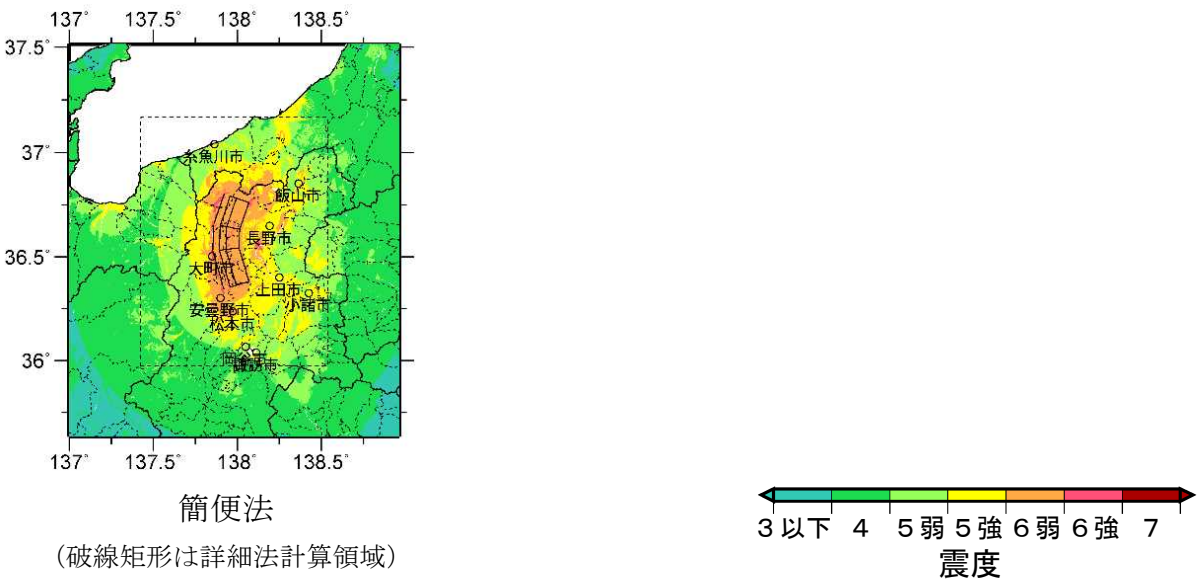 137° 137.5° 138° 138.5°
37.5°
37°
36.5°
36°
糸魚川市
飯山市
長野市
大町市
上田市
小諸市
安曇野市
松本市
諏訪市
137° 137.5° 138° 138.5°
簡便法
(破線矩形は詳細法計算領域)
3以下 4 5弱 5強 6弱 6強 7
震度